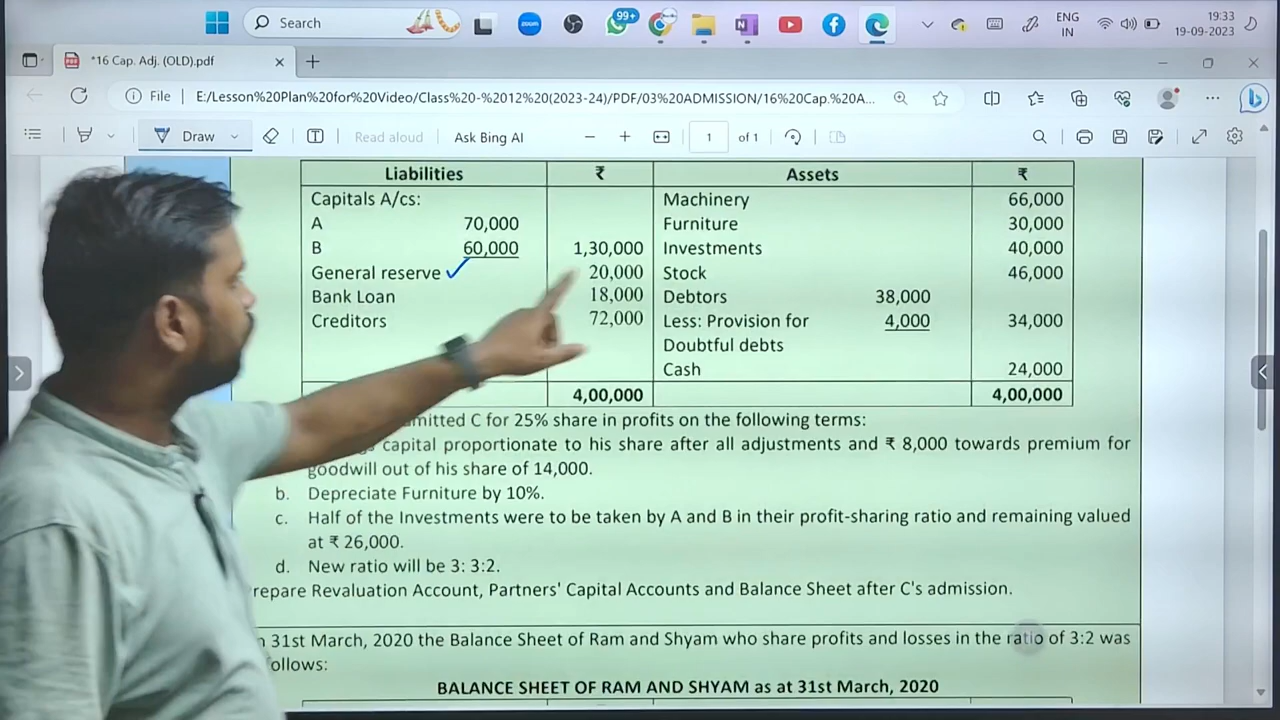 Search
99+
zoom
ENG
IN
19:33
19-09-2023
*16 Cap. Adj. (OLD).pdf
File
E:/Lesson%20Plan%20for%20Video/Class%20-%2012%20(2023-24)/PDF/03%20ADMISSION/16%20Cap.%20A...
Draw
Read aloud
Ask Bing AI
1
of 1
Liabilities ₹ Assets ₹
Capitals A/cs: Machinery 66,000
A 70,000 Furniture 30,000
B 60,000 1,30,000 Investments 40,000
General reserve 20,000 Stock 46,000
Bank Loan 18,000 Debtors 38,000
Creditors 72,000 Less: Provision for 4,000 34,000
Doubtful debts
Cash 24,000
4,00,000 4,00,000
mitted C for 25% share in profits on the following terms:
capital proportionate to his share after all adjustments and ₹ 8,000 towards premium for
goodwill out of his share of 14,000.
b. Depreciate Furniture by 10%.
c. Half of the Investments were to be taken by A and B in their profit-sharing ratio and remaining valued
at ₹ 26,000.
d. New ratio will be 3: 3:2.
repare Revaluation Account, Partners' Capital Accounts and Balance Sheet after C's admission.
31st March, 2020 the Balance Sheet of Ram and Shyam who share profits and losses in the ratio of 3:2 was
ollows:
BALANCE SHEET OF RAM AND SHYAM as at 31st March, 2020